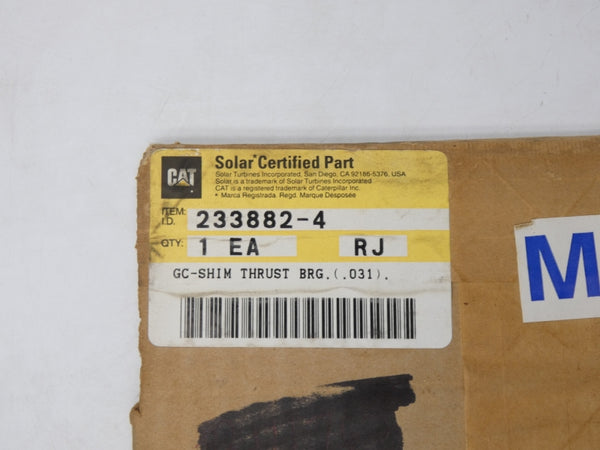 CAT
Solar® Certified Part
Solar Turbines Incorporated, San Diego, CA 92186-5376, USA
Solar is a trademark of Solar Turbines Incorporated
CAT is a registered trademark of Caterpillar Inc.
* Marca Registrada. Regd. Marque Desposée
ITEM I.D. 233882-4
QTY. 1 EA RJ
GC-SHIM THRUST BRG.(.031).
M